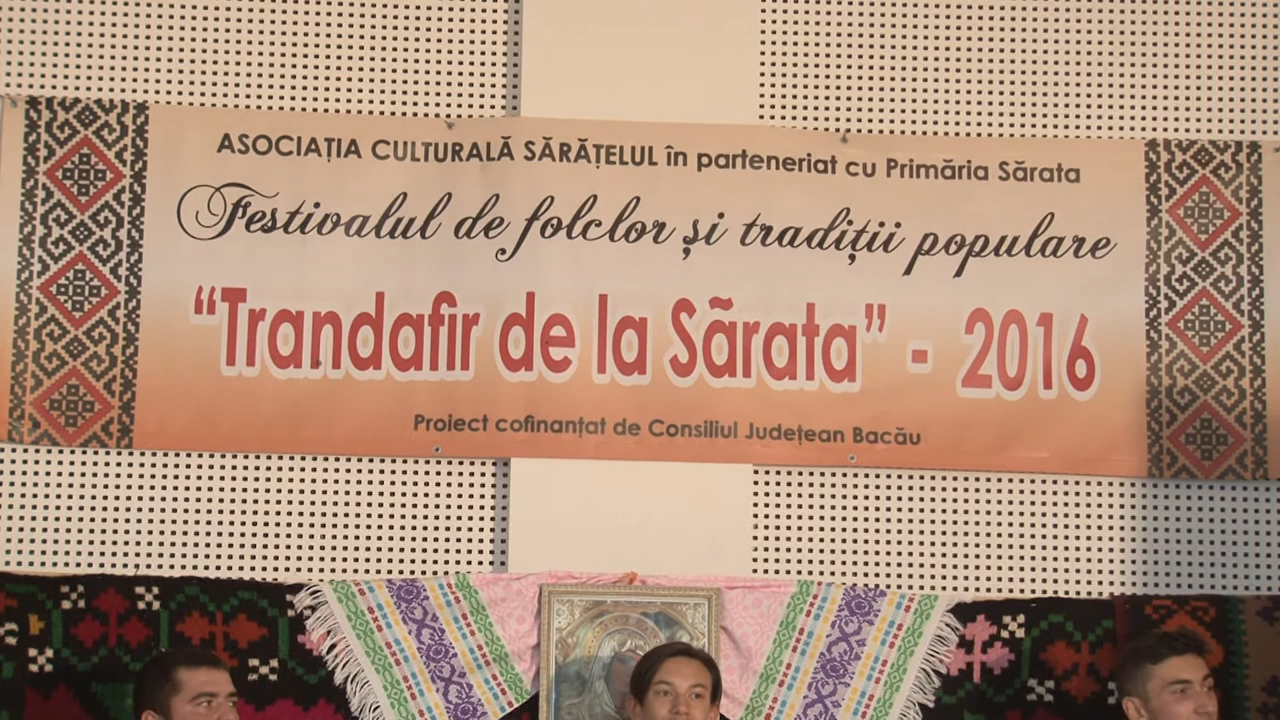 ASOCIAȚIA CULTURALĂ SĂRĂȚELUL în parteneriat cu Primăria Sărata
Festivalul de folclor și tradiții populare
“Trandafir de la Sãrata” - 2016
Proiect cofinanțat de Consiliul Județean Bacău